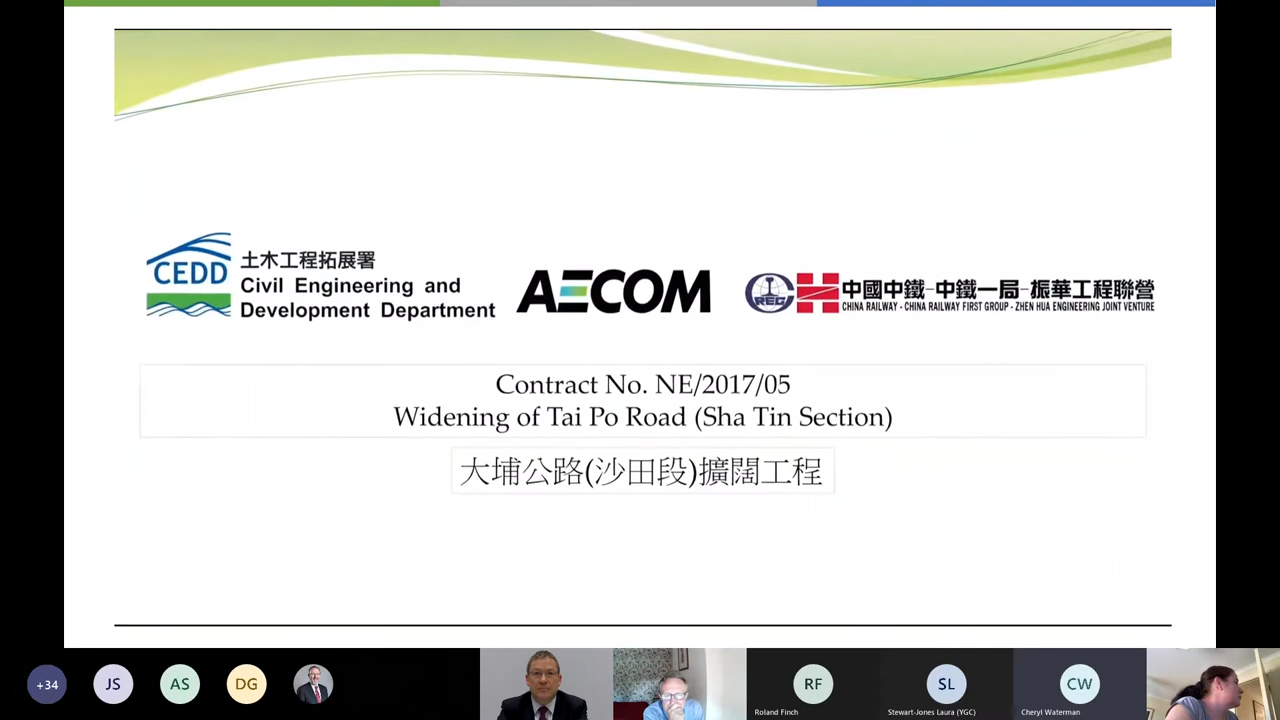 CEDD
土木工程拓展署
Civil Engineering and
Development Department
AECOM
CREG
中國中鐵-中鐵一局-振華工程聯營
CHINA RAILWAY - CHINA RAILWAY FIRST GROUP - ZHEN HUA ENGINEERING JOINT VENTURE
Contract No. NE/2017/05
Widening of Tai Po Road (Sha Tin Section)
大埔公路(沙田段)擴闊工程
+34
JS
AS
DG
RF
SL
CW
Roland Finch
Stewart-Jones Laura (YGC)
Cheryl Waterman